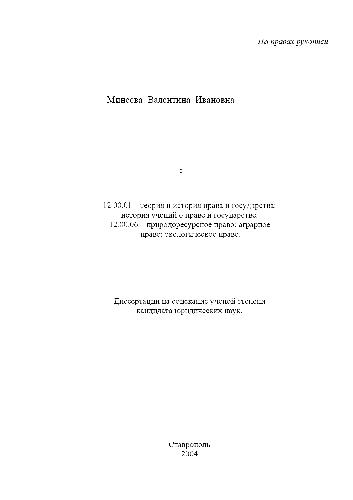 На правах рукописи
Минеева Валентина Ивановна
12.00.01 – теория и история права и государства
история учений о праве и государстве
12.00.06 – природоресурсное право; аграрное
право; экологическое право.
Диссертации на соискание ученой степени
кандидата юридических наук.
Ставрополь
2004